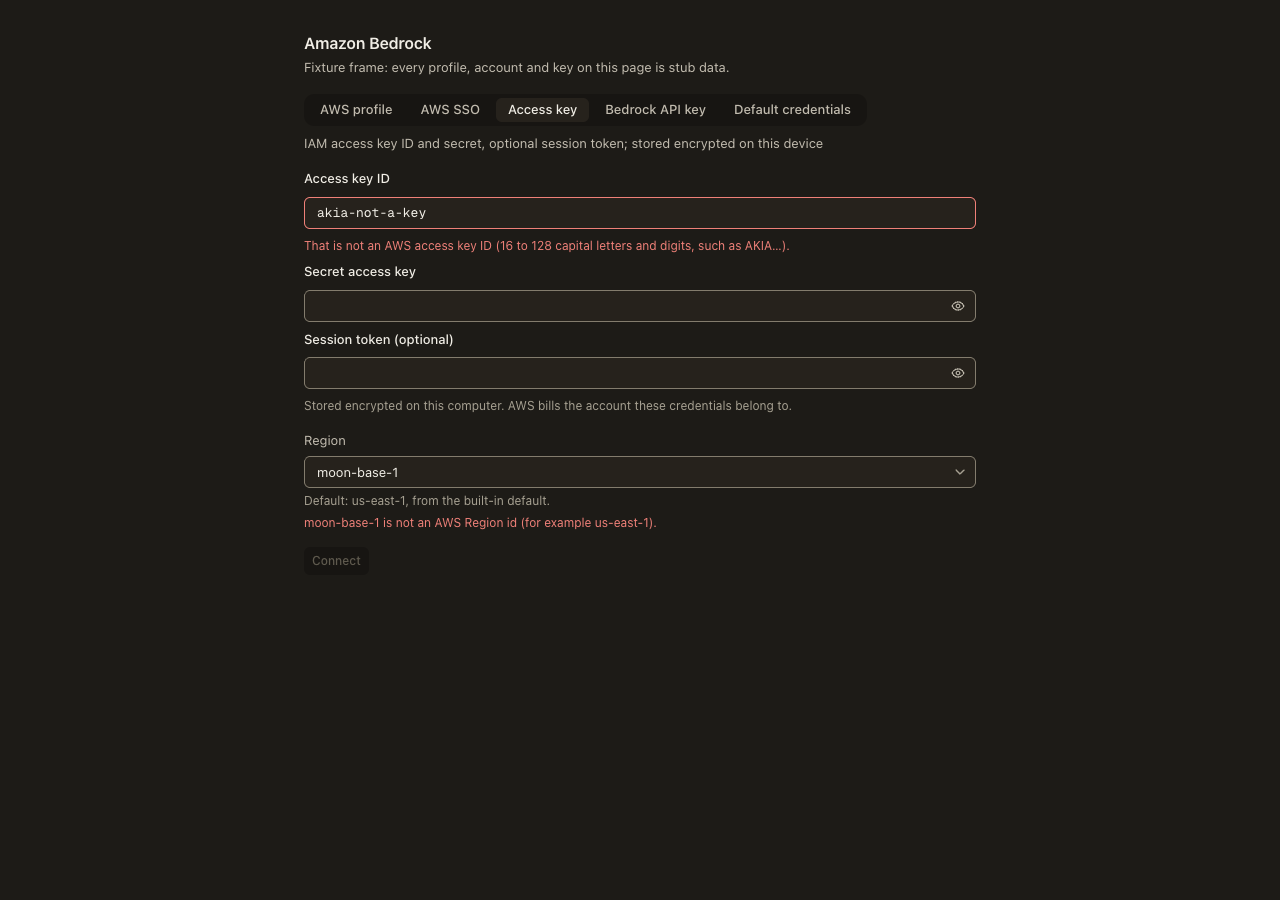 Amazon Bedrock
Fixture frame: every profile, account and key on this page is stub data.
AWS profile
AWS SSO
Access key
Bedrock API key
Default credentials
IAM access key ID and secret, optional session token; stored encrypted on this device
Access key ID
akia-not-a-key
That is not an AWS access key ID (16 to 128 capital letters and digits, such as AKIA…).
Secret access key
Session token (optional)
Stored encrypted on this computer. AWS bills the account these credentials belong to.
Region
moon-base-1
Default: us-east-1, from the built-in default.
moon-base-1 is not an AWS Region id (for example us-east-1).
Connect